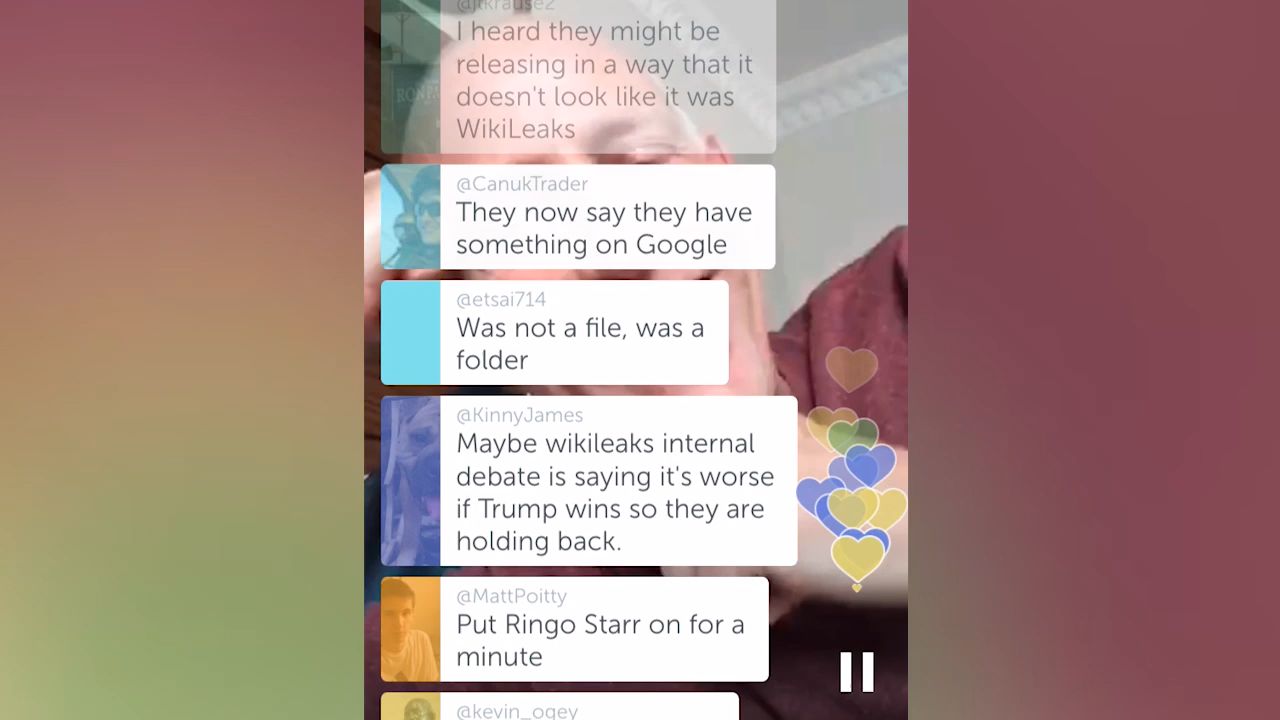 @jtkrause2
I heard they might be
releasing in a way that it
doesn't look like it was
WikiLeaks
@CanukTrader
They now say they have
something on Google
@etsai714
Was not a file, was a
folder
@KinnyJames
Maybe wikileaks internal
debate is saying it's worse
if Trump wins so they are
holding back.
@MattPoitty
Put Ringo Starr on for a
minute
@kevin_ogey